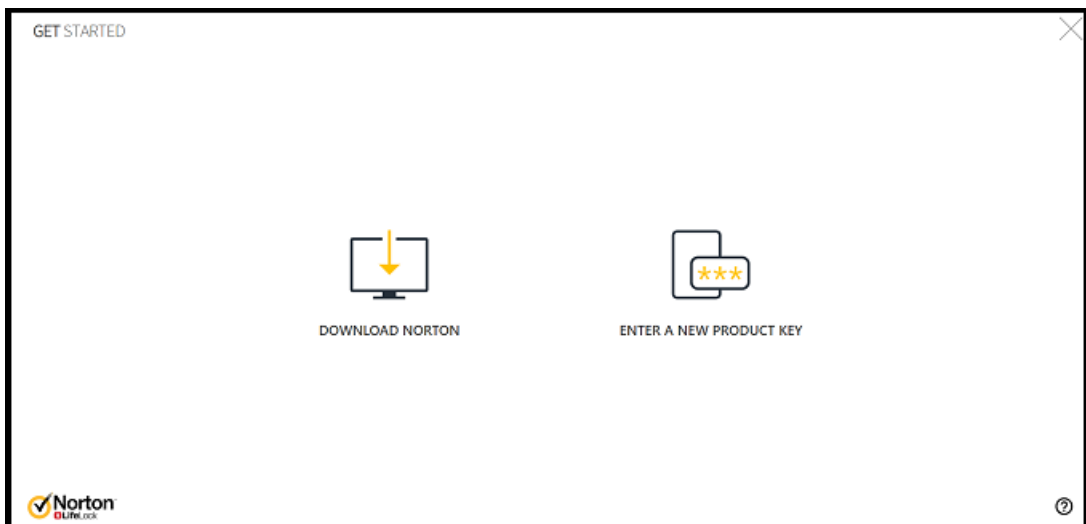 GET STARTED
***
DOWNLOAD NORTON
ENTER A NEW PRODUCT KEY
Norton
LifeLock
?